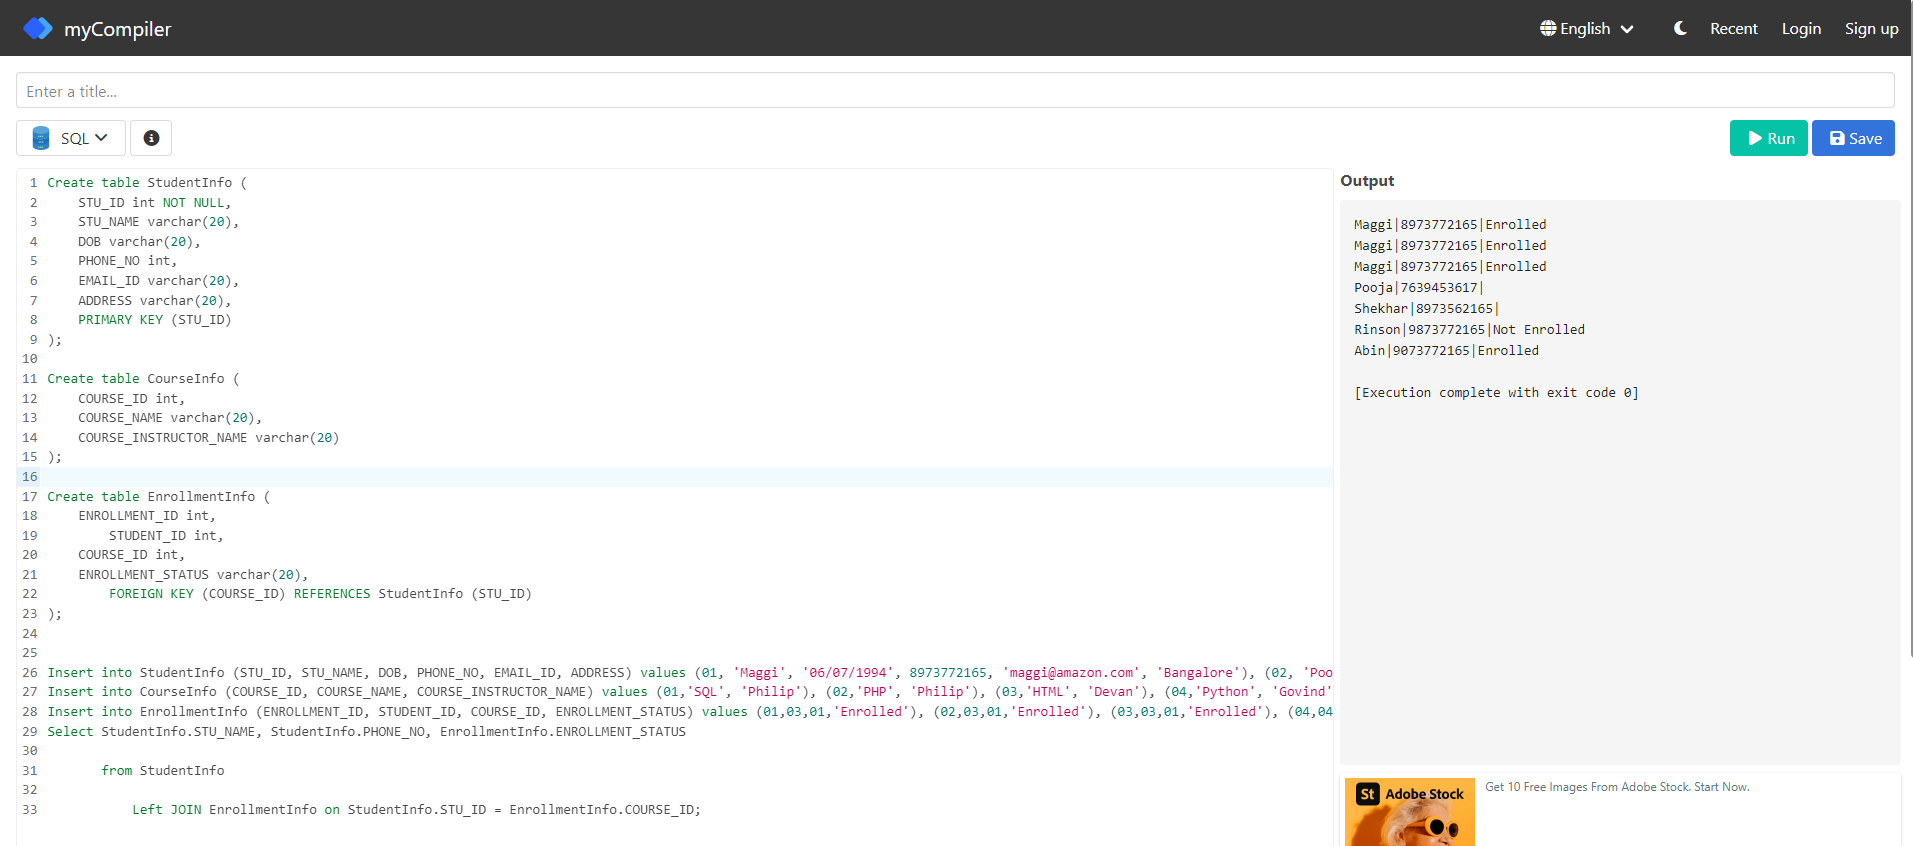 myCompiler
English
Recent
Login
Sign up
Enter a title...
SQL
Run
Save
1 Create table StudentInfo (
2 STU_ID int NOT NULL,
3 STU_NAME varchar(20),
4 DOB varchar(20),
5 PHONE_NO int,
6 EMAIL_ID varchar(20),
7 ADDRESS varchar(20),
8 PRIMARY KEY (STU_ID)
9 );
10
11 Create table CourseInfo (
12 COURSE_ID int,
13 COURSE_NAME varchar(20),
14 COURSE_INSTRUCTOR_NAME varchar(20)
15 );
16
17 Create table EnrollmentInfo (
18 ENROLLMENT_ID int,
19 STUDENT_ID int,
20 COURSE_ID int,
21 ENROLLMENT_STATUS varchar(20),
22 FOREIGN KEY (COURSE_ID) REFERENCES StudentInfo (STU_ID)
23 );
24
25
26 Insert into StudentInfo (STU_ID, STU_NAME, DOB, PHONE_NO, EMAIL_ID, ADDRESS) values (01, 'Maggi', '06/07/1994', 8973772165, 'maggi@amazon.com', 'Bangalore'), (02, 'Poo
27 Insert into CourseInfo (COURSE_ID, COURSE_NAME, COURSE_INSTRUCTOR_NAME) values (01,'SQL', 'Philip'), (02,'PHP', 'Philip'), (03,'HTML', 'Devan'), (04,'Python', 'Govind'
28 Insert into EnrollmentInfo (ENROLLMENT_ID, STUDENT_ID, COURSE_ID, ENROLLMENT_STATUS) values (01,03,01,'Enrolled'), (02,03,01,'Enrolled'), (03,03,01,'Enrolled'), (04,04
29 Select StudentInfo.STU_NAME, StudentInfo.PHONE_NO, EnrollmentInfo.ENROLLMENT_STATUS
30
31 from StudentInfo
32
33 Left JOIN EnrollmentInfo on StudentInfo.STU_ID = EnrollmentInfo.COURSE_ID;
Output
Maggi|8973772165|Enrolled
Maggi|8973772165|Enrolled
Maggi|8973772165|Enrolled
Pooja|7639453617|
Shekhar|8973562165|
Rinson|9873772165|Not Enrolled
Abin|9073772165|Enrolled
[Execution complete with exit code 0]
St Adobe Stock
Get 10 Free Images From Adobe Stock. Start Now.